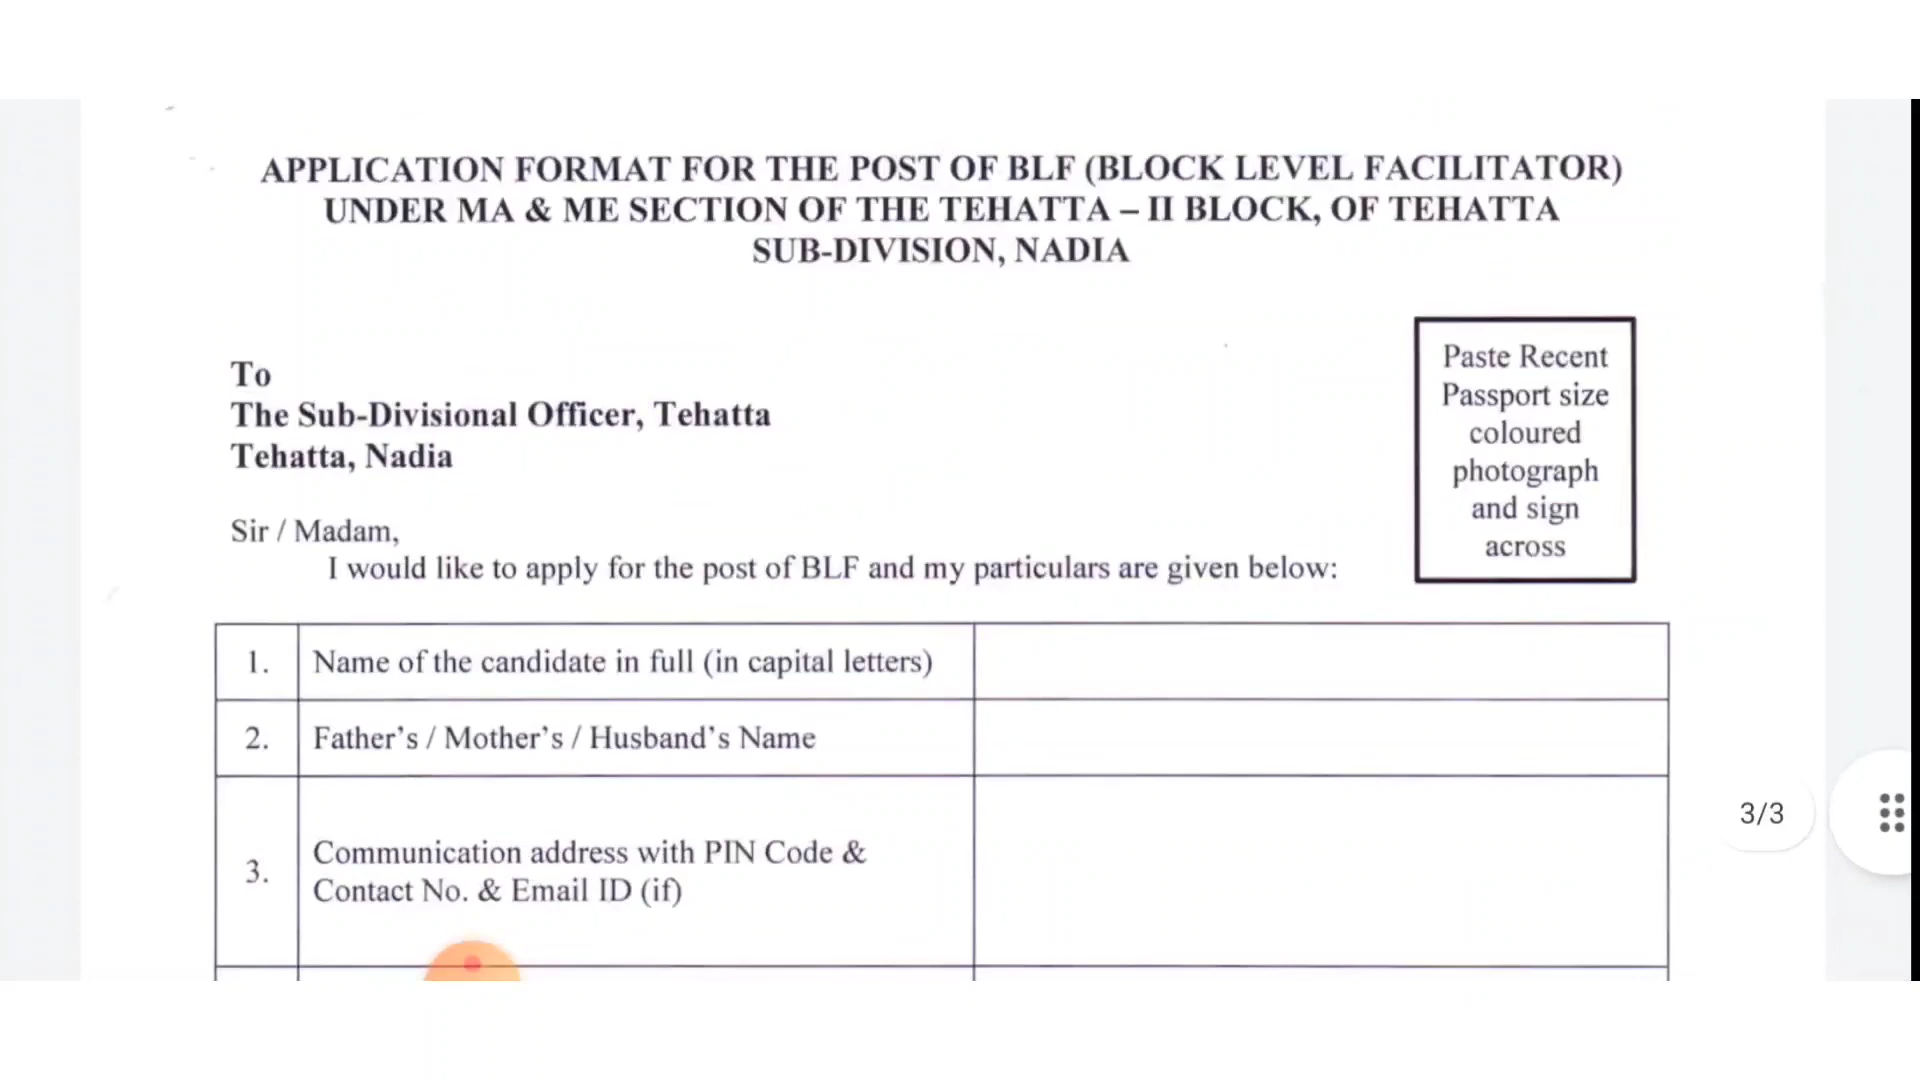 APPLICATION FORMAT FOR THE POST OF BLF (BLOCK LEVEL FACILITATOR)
UNDER MA & ME SECTION OF THE TEHATTA – II BLOCK, OF TEHATTA
SUB-DIVISION, NADIA
To
The Sub-Divisional Officer, Tehatta
Tehatta, Nadia
Paste Recent
Passport size
coloured
photograph
and sign
across
Sir / Madam,
I would like to apply for the post of BLF and my particulars are given below:
1. Name of the candidate in full (in capital letters)
2. Father’s / Mother’s / Husband’s Name
3. Communication address with PIN Code &
Contact No. & Email ID (if)
3/3